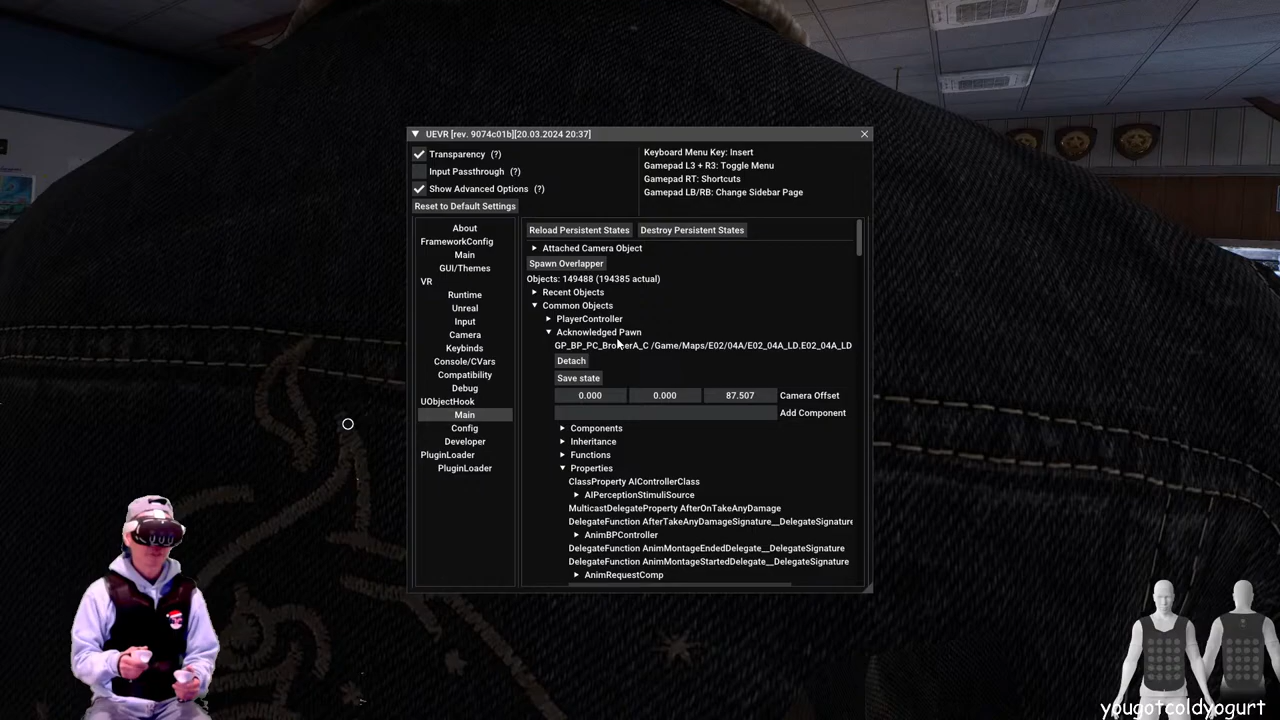 UEVR [rev. 9074c01b][20.03.2024 20:37]
Transparency (?)
Input Passthrough (?)
Show Advanced Options (?)
Reset to Default Settings
Keyboard Menu Key: Insert
Gamepad L3 + R3: Toggle Menu
Gamepad RT: Shortcuts
Gamepad LB/RB: Change Sidebar Page
About
FrameworkConfig
Main
GUI/Themes
VR
Runtime
Unreal
Input
Camera
Keybinds
Console/CVars
Compatibility
Debug
UObjectHook
Main
Config
Developer
PluginLoader
PluginLoader
Reload Persistent States
Destroy Persistent States
Attached Camera Object
Spawn Overlapper
Objects: 149488 (194385 actual)
Recent Objects
Common Objects
PlayerController
Acknowledged Pawn
/Game/Maps/E02/04A/E02_04A_LD.E02_04A_LD
Detach
Save state
0.000 0.000 87.507 Camera Offset
Add Component
Components
Inheritance
Functions
Properties
ClassProperty AIControllerClass
AIPerceptionStimuliSource
MulticastDelegateProperty AfterOnTakeAnyDamage
DelegateFunction AfterTakeAnyDamageSignature__DelegateSignature
AnimBPController
DelegateFunction AnimMontageEndedDelegate__DelegateSignature
DelegateFunction AnimMontageStartedDelegate__DelegateSignature
AnimRequestComp
yougotcoldyogurt